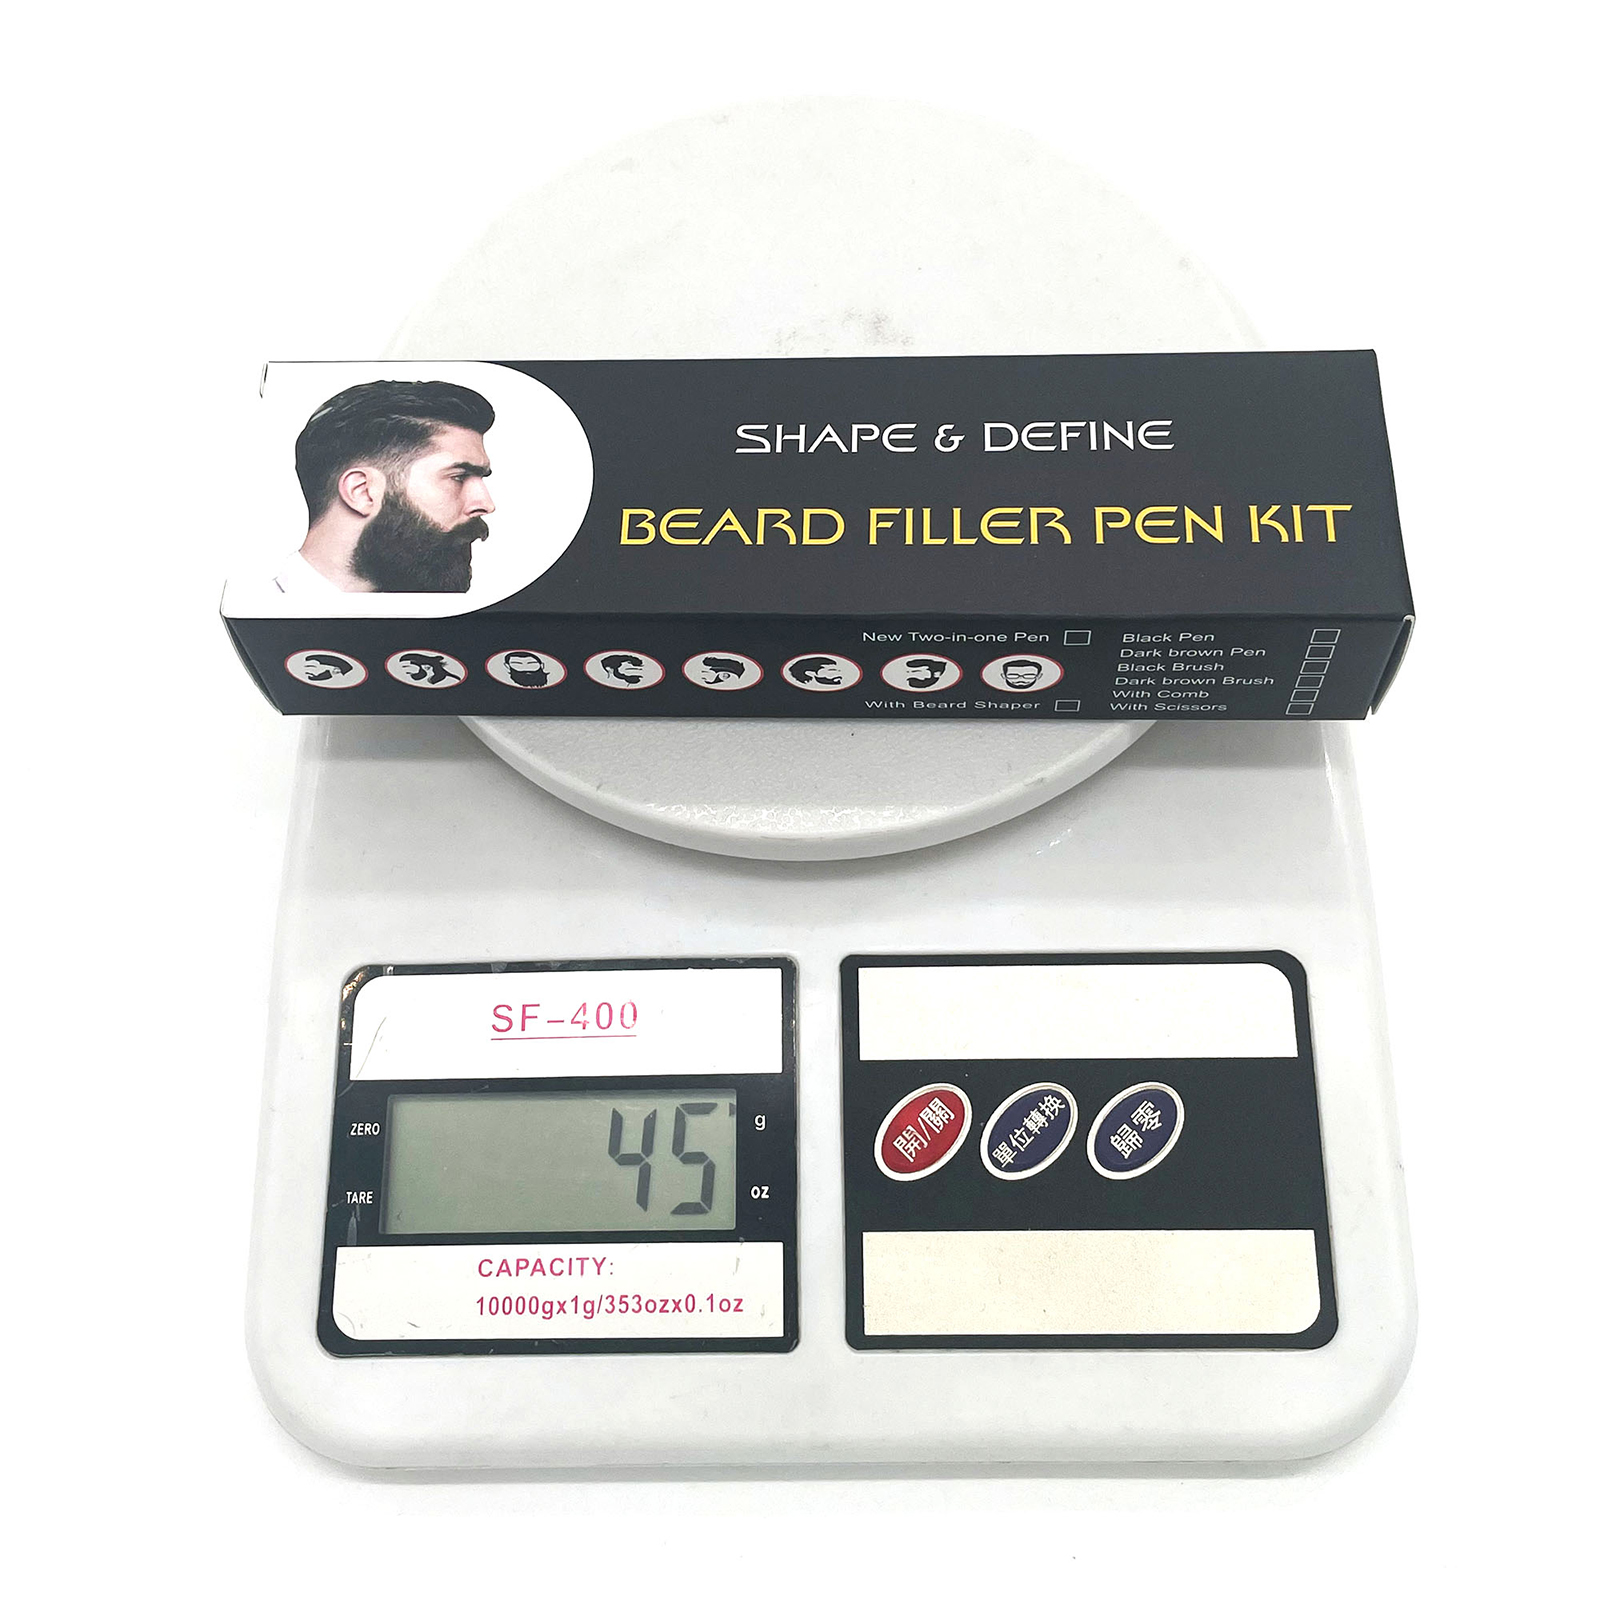 SHAPE & DEFINE
BEARD FILLER PEN KIT
New Two-in-one Pen
With Beard Shaper
Black Pen
Dark brown Pen
Black Brush
Dark brown Brush
With Comb
With Scissors
SF-400
ZERO
TARE
45
g
oz
CAPACITY:
10000gx1g/353ozx0.1oz
開/關
單位轉換
歸零